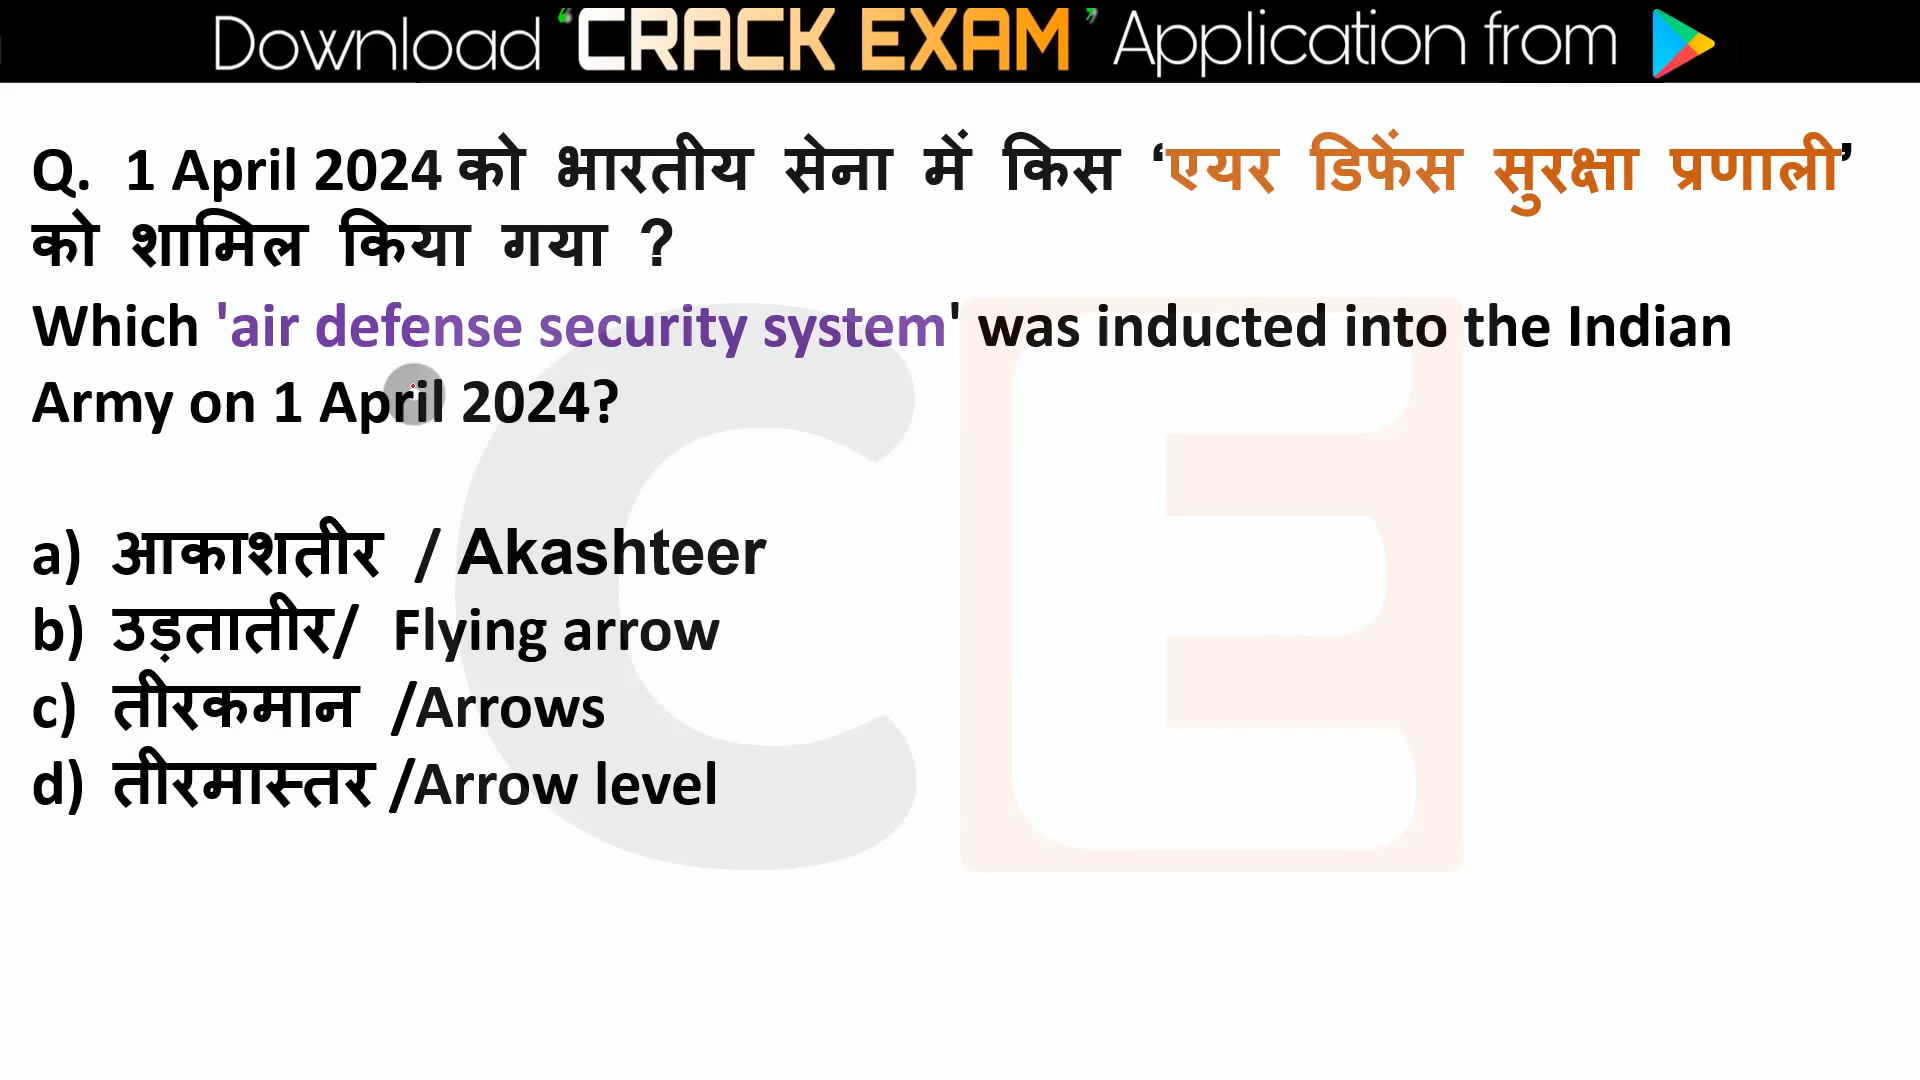 Download ‘CRACK EXAM’ Application from
Q. 1 April 2024 को भारतीय सेना में किस ‘एयर डिफेंस सुरक्षा प्रणाली’
को शामिल किया गया ?
Which 'air defense security system' was inducted into the Indian
Army on 1 April 2024?
a) आकाशतीर / Akashteer
b) उड़तातीर/ Flying arrow
c) तीरकमान /Arrows
d) तीरमास्तर /Arrow level
CE